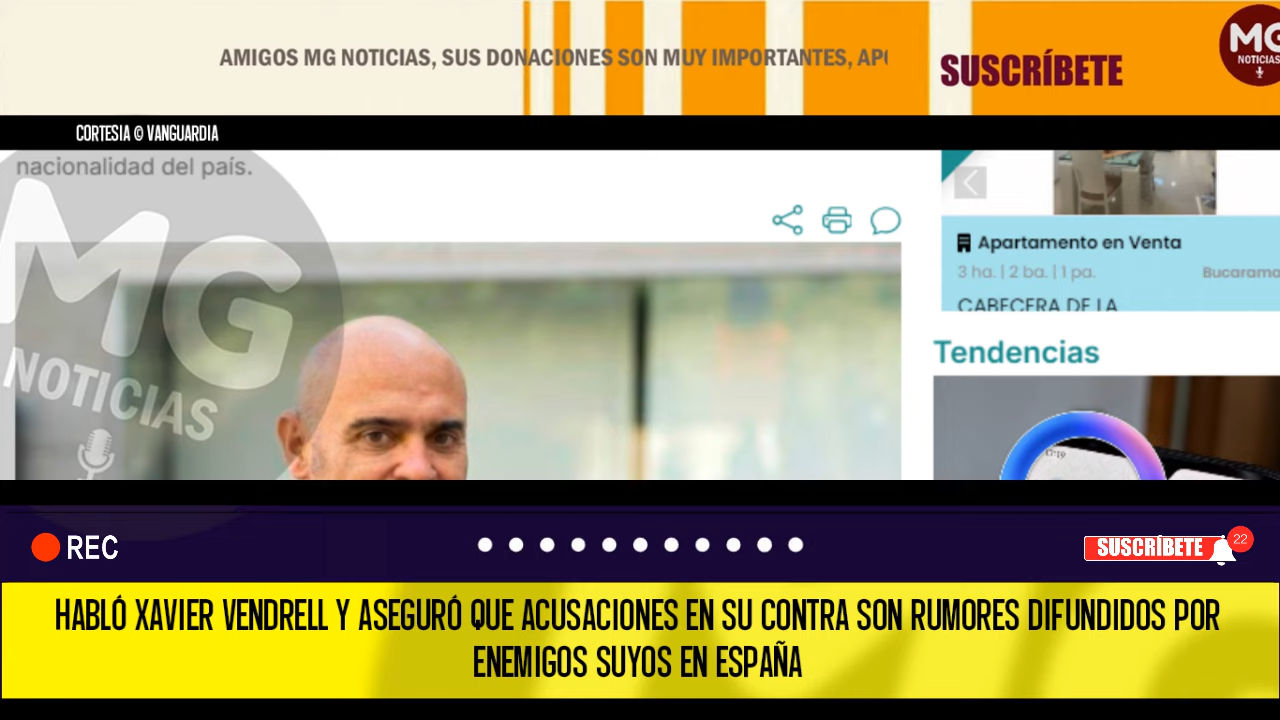 AMIGOS MG NOTICIAS, SUS DONACIONES SON MUY IMPORTANTES,
SUSCRÍBETE
MG
NOTICIAS
CORTESIA © VANGUARDIA
nacionalidad del país.
MG
NOTICIAS
Apartamento en Venta
3 ha. | 2 ba. | 1 pa.
CABECERA DE LA
Tendencias
17:19
REC
SUSCRÍBETE
22
HABLÓ XAVIER VENDRELL Y ASEGURÓ QUE ACUSACIONES EN SU CONTRA SON RUMORES DIFUNDIDOS POR
ENEMIGOS SUYOS EN ESPAÑA